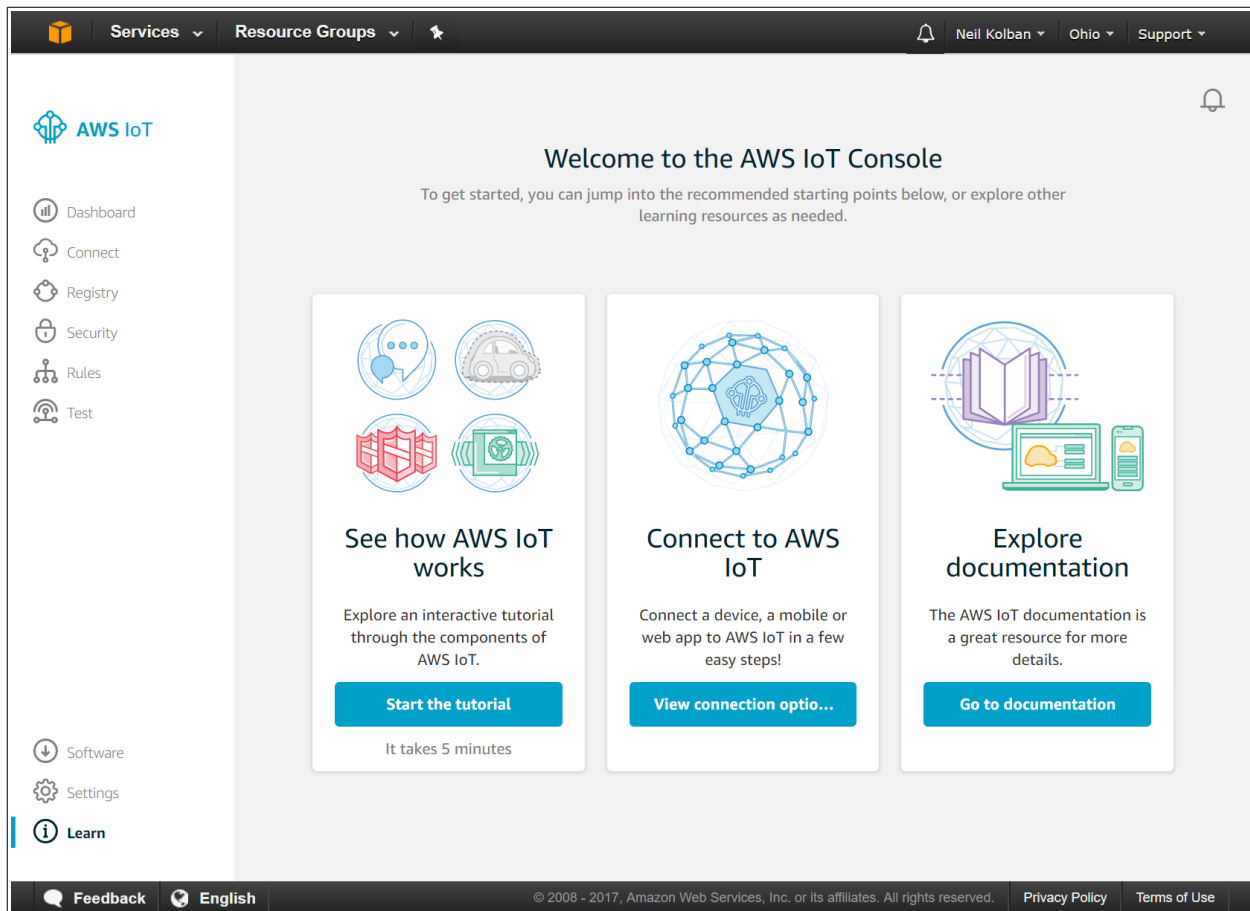 Services Resource Groups Neil Kolban Ohio Support
AWS IoT
Dashboard
Connect
Registry
Security
Rules
Test
Software
Settings
Learn
Welcome to the AWS IoT Console
To get started, you can jump into the recommended starting points below, or explore other
learning resources as needed.
See how AWS IoT
works
Explore an interactive tutorial
through the components of
AWS IoT.
Start the tutorial
It takes 5 minutes
Connect to AWS
IoT
Connect a device, a mobile or
web app to AWS IoT in a few
easy steps!
View connection optio...
Explore
documentation
The AWS IoT documentation is
a great resource for more
details.
Go to documentation
Feedback English © 2008 - 2017, Amazon Web Services, Inc. or its affiliates. All rights reserved. Privacy Policy Terms of Use